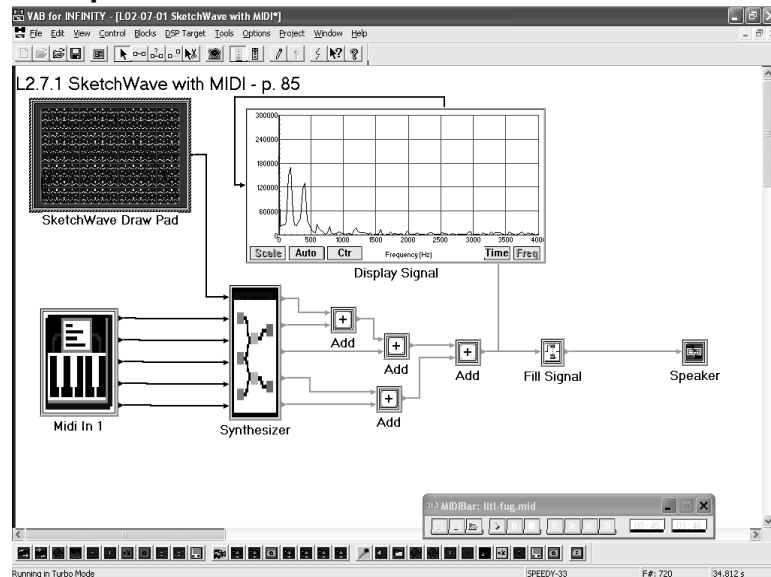 VAB for INFINITY - [L02-07-01 SketchWave with MIDI*]
File Edit View Control Blocks DSP Target Tools Options Project Window Help
L2.7.1 SketchWave with MIDI - p. 85
300000
240000
180000
120000
60000
0
0 500 1000 1500 2000 2500 3000 3500 400
Scale Auto Ctr Frequency (Hz) Time Freq
SketchWave Draw Pad
Display Signal
Add
Add
Add
Fill Signal
Speaker
Add
Midi In 1
Synthesizer
MIDIBar: litl-fug.mid
Running in Turbo Mode
SPEEDY-33
F#: 720
34.812 s